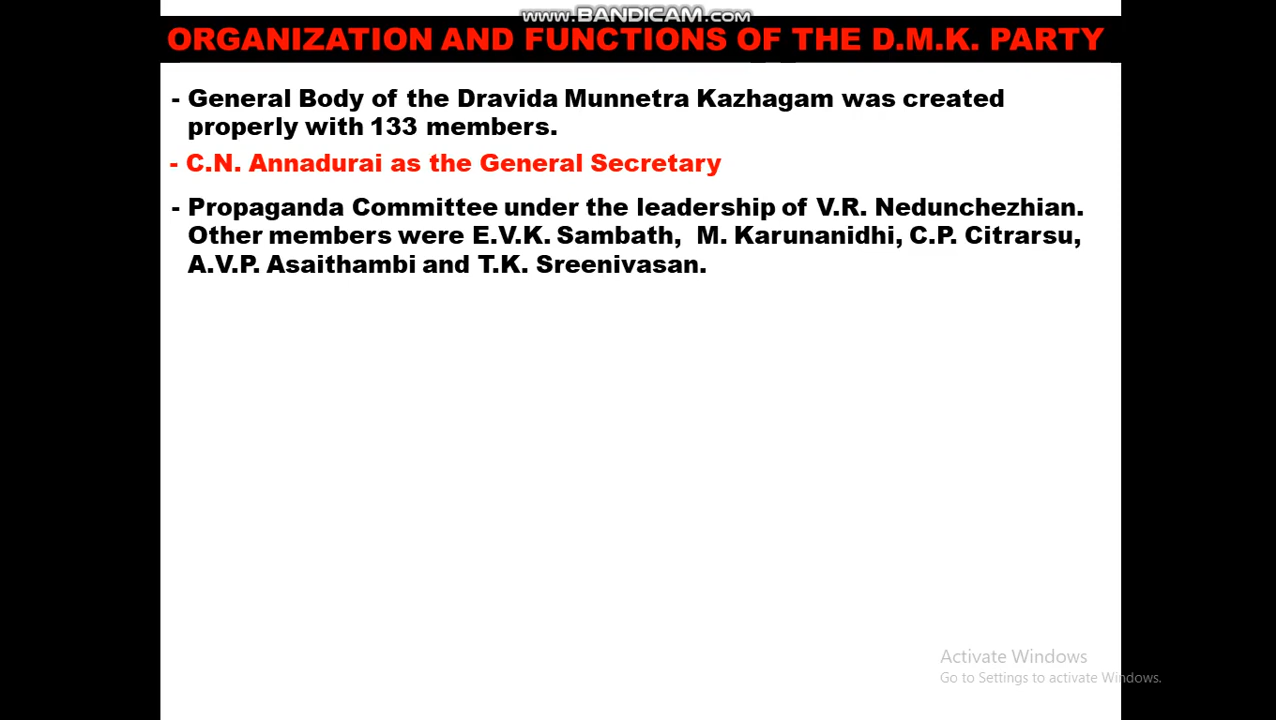 www.BANDICAM.com
ORGANIZATION AND FUNCTIONS OF THE D.M.K. PARTY
- General Body of the Dravida Munnetra Kazhagam was created
properly with 133 members.
- C.N. Annadurai as the General Secretary
- Propaganda Committee under the leadership of V.R. Nedunchezhian.
Other members were E.V.K. Sambath, M. Karunanidhi, C.P. Citrarsu,
A.V.P. Asaithambi and T.K. Sreenivasan.
Activate Windows
Go to Settings to activate Windows.